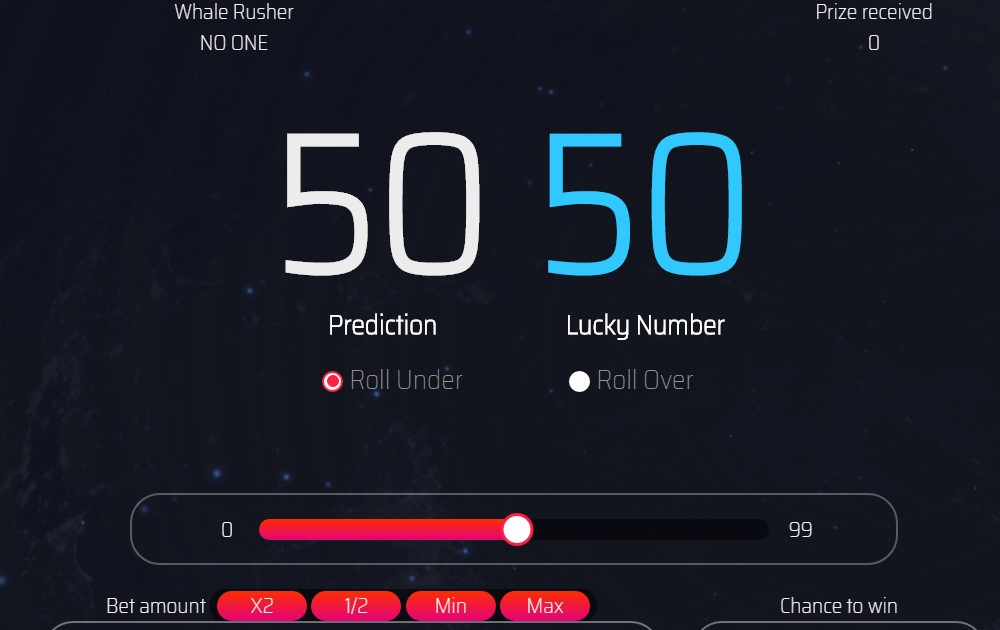 Whale Rusher
Prize received
NO ONE
0
50 50
Prediction
Lucky Number
Roll Under
Roll Over
0
99
Bet amount X2 1/2 Min Max
Chance to win